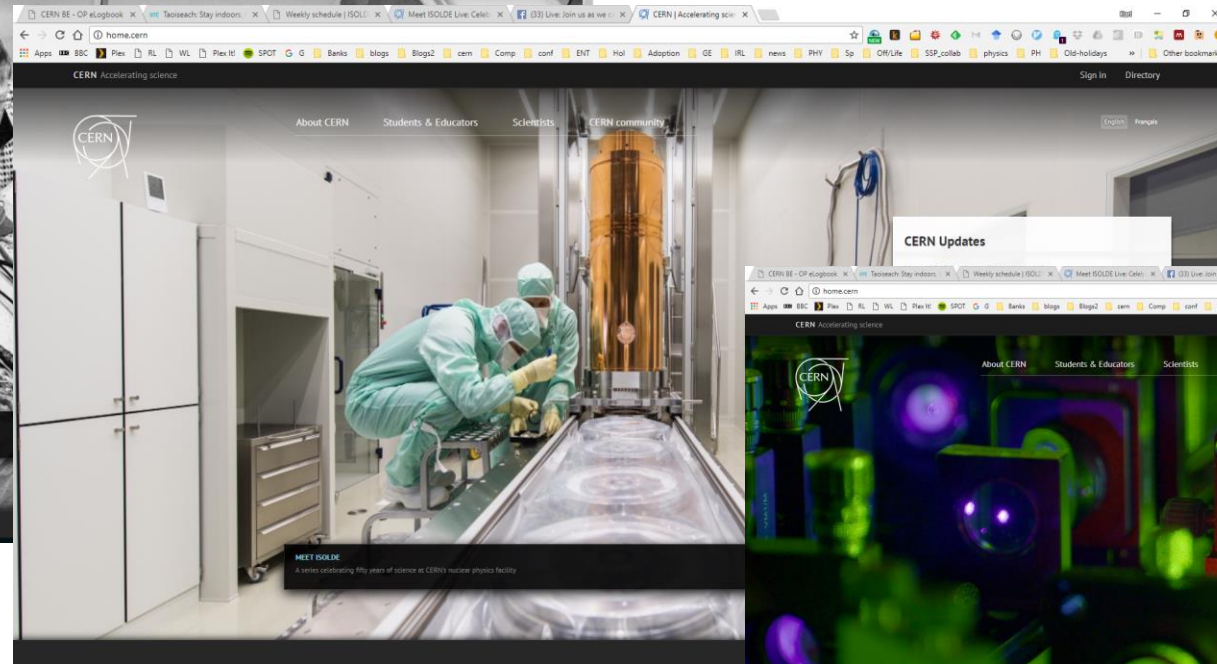 CERN BE - OP eLogbook
Taoiseach: Stay indoors.
Weekly schedule | ISOLD
Meet ISOLDE Live: Celeb
(33) Live: Join us as we c
CERN | Accelerating scie
home.cern
Apps BBC Plex RL WL Plex It! SPOT G G Banks blogs Blogs2 cern Comp conf ENT Hol Adoption GE IRL news PHY Sp Off/Life SSP_collab physics PH Old-holidays » Other bookmark
CERN Accelerating science
Sign in Directory
CERN
About CERN Students & Educators Scientists CERN community
English Français
CERN Updates
MEET ISOLDE
A series celebrating fifty years of science at CERN's nuclear physics facility
CERN BE - OP eLogbook
Taoiseach: Stay indoors.
Weekly schedule | ISOLD
Meet ISOLDE Live: Celeb
(33) Live: Join
home.cern
Apps BBC Plex RL WL Plex It! SPOT G G Banks blogs Blogs2 cern Comp conf
CERN Accelerating science
CERN
About CERN Students & Educators Scientists